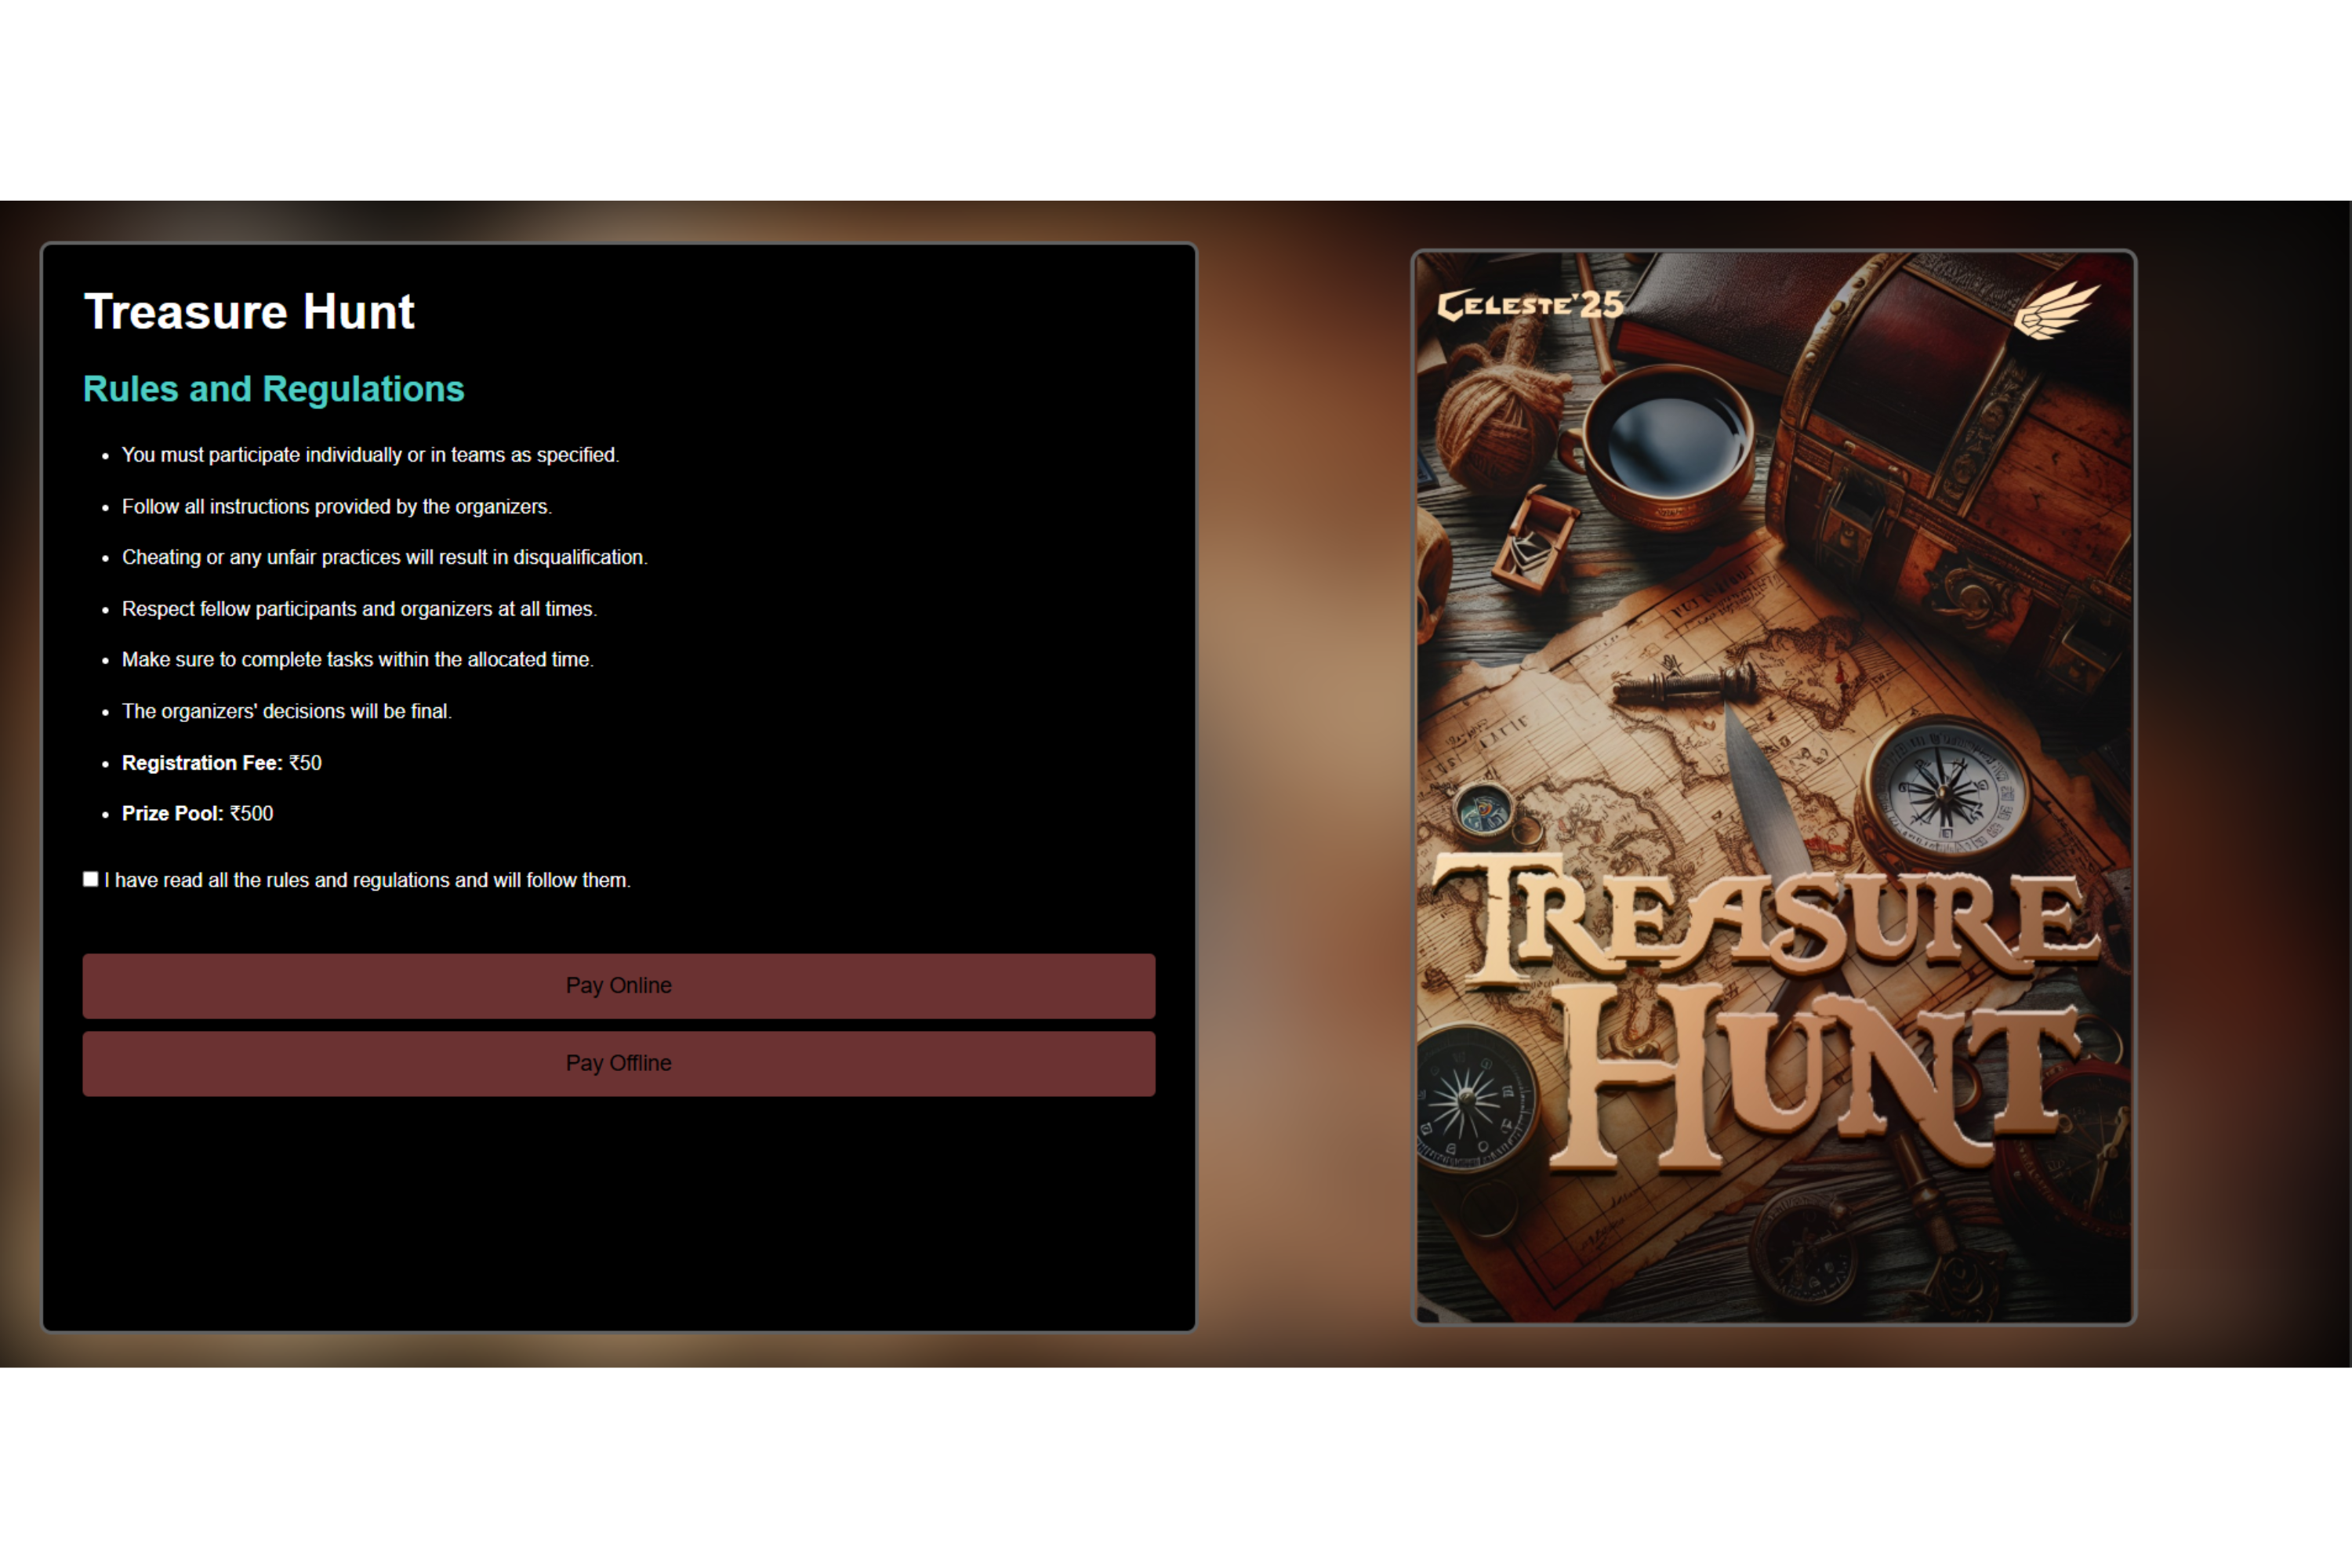 Treasure Hunt
Rules and Regulations
• You must participate individually or in teams as specified.
• Follow all instructions provided by the organizers.
• Cheating or any unfair practices will result in disqualification.
• Respect fellow participants and organizers at all times.
• Make sure to complete tasks within the allocated time.
• The organizers' decisions will be final.
• Registration Fee: ₹50
• Prize Pool: ₹500
I have read all the rules and regulations and will follow them.
Pay Online
Pay Offline
CELESTE'25
TREASURE
HUNT